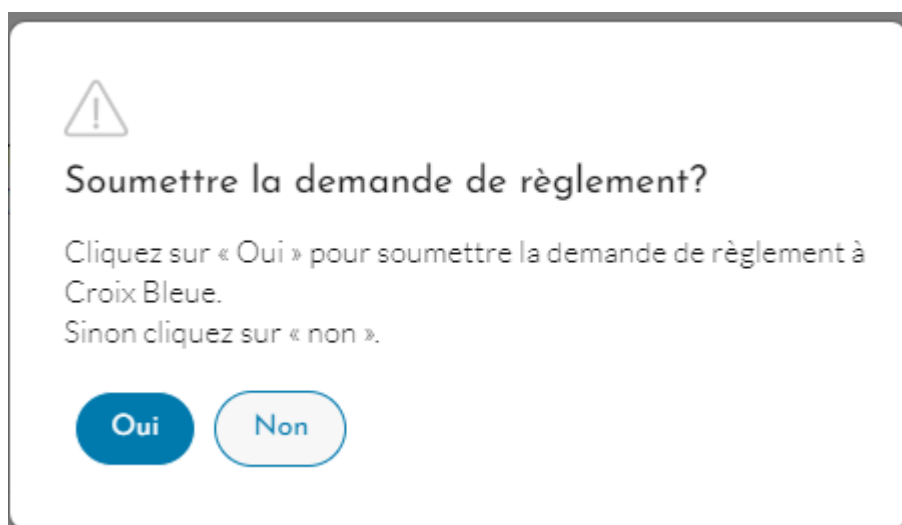 Soumettre la demande de règlement?
Cliquez sur « Oui » pour soumettre la demande de règlement à
Croix Bleue.
Sinon cliquez sur « non ».
Oui
Non